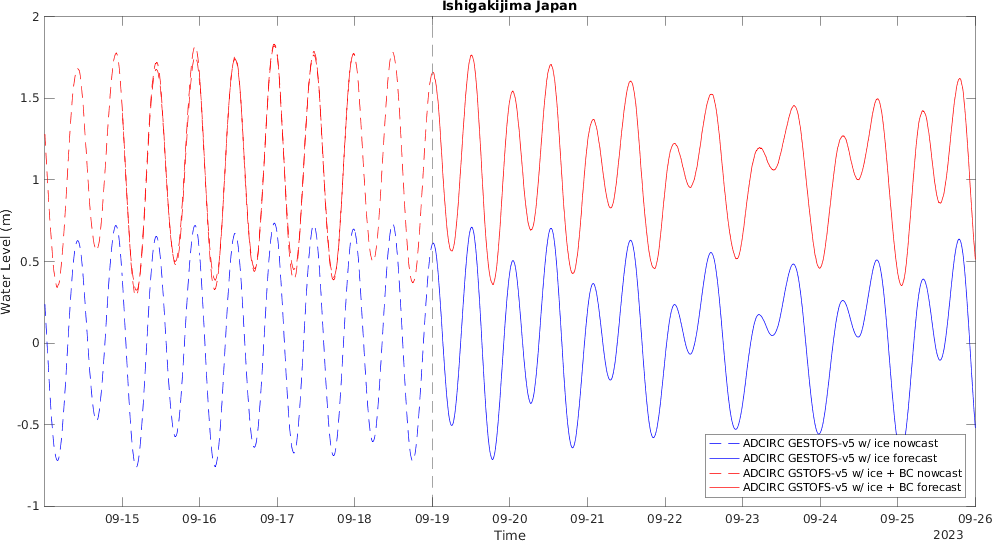 Ishigakijima Japan
2
1.5
1
0.5
0
-0.5
-1
Water Level (m)
09-15 09-16 09-17 09-18 09-19 09-20 09-21 09-22 09-23 09-24 09-25 09-26
Time
2023
ADCIRC GESTOFS-v5 w/ ice nowcast
ADCIRC GESTOFS-v5 w/ ice forecast
ADCIRC GSTOFS-v5 w/ ice + BC nowcast
ADCIRC GSTOFS-v5 w/ ice + BC forecast